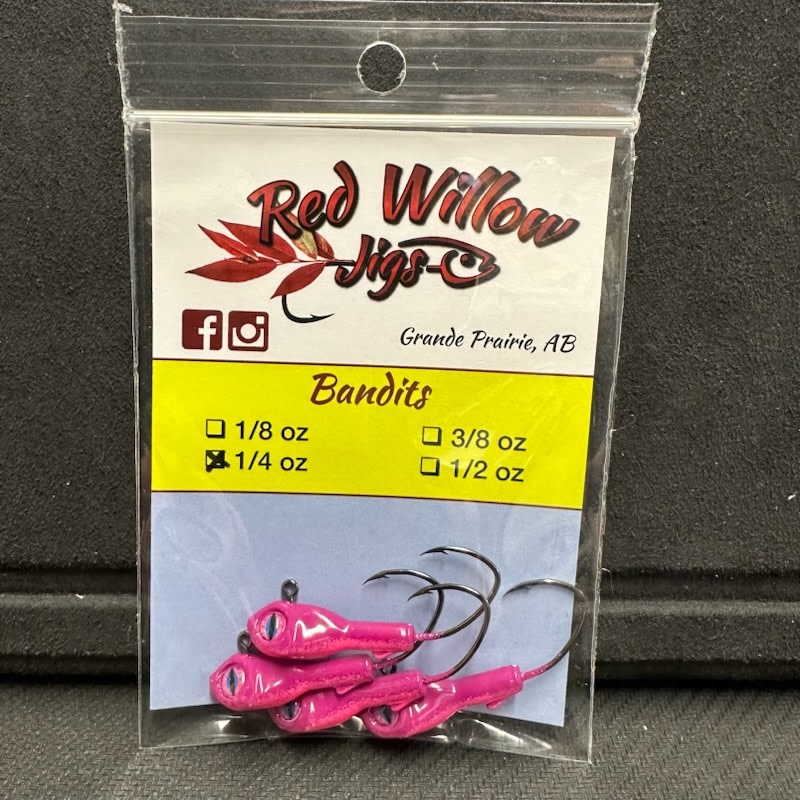 Red Willow
Jigs
Grande Prairie, AB
Bandits
1/8 oz
3/8 oz
1/4 oz
1/2 oz